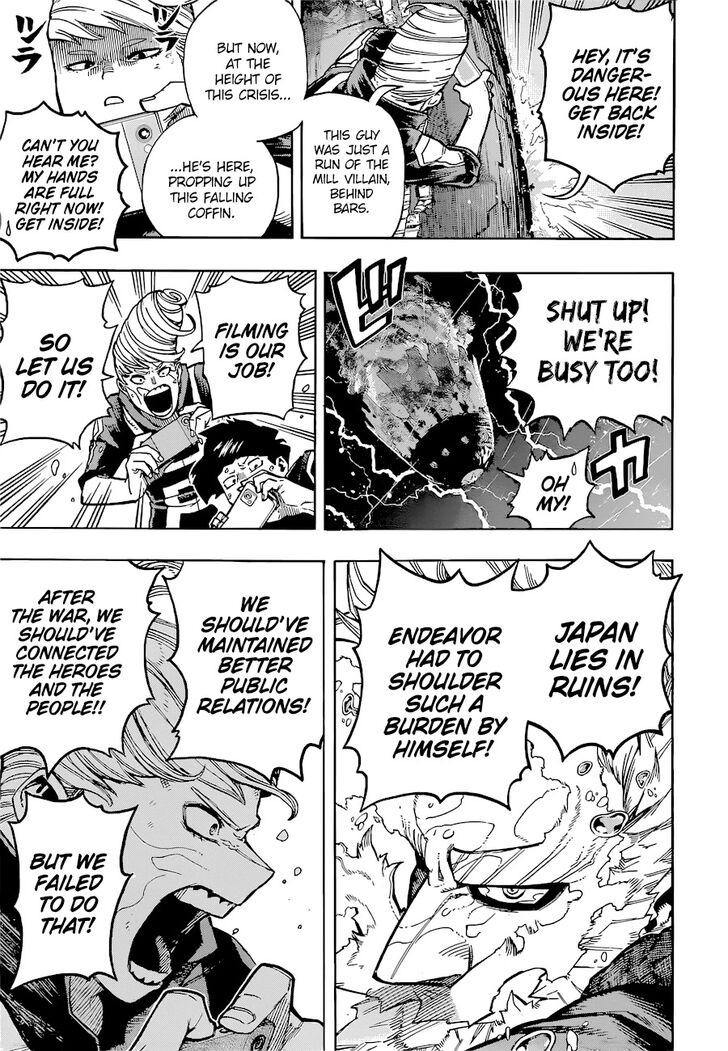 HEY, IT'S
DANGER-
OUS HERE!
GET BACK
INSIDE!
THIS GUY
WAS JUST A
RUN OF THE
MILL VILLAIN,
BEHIND
BARS.
BUT NOW,
AT THE
HEIGHT OF
THIS CRISIS...
...HE'S HERE,
PROPPING UP
THIS FALLING
COFFIN.
ツラ
ツラ
CAN'T YOU
HEAR ME?
MY HANDS
ARE FULL
RIGHT NOW!
GET INSIDE!
SHUT UP!
WE'RE
BUSY TOO!
ビ
カ
OH
MY!
FILMING
IS OUR
JOB!
SO
LET US
DO IT!
JAPAN
LIES IN
RUINS!
ENDEAVOR
HAD TO
SHOULDER
SUCH A
BURDEN BY
HIMSELF!
WE
SHOULD'VE
MAINTAINED
BETTER
PUBLIC
RELATIONS!
AFTER
THE WAR, WE
SHOULD'VE
CONNECTED
THE HEROES
AND THE
PEOPLE!!
BUT WE
FAILED
TO DO
THAT!